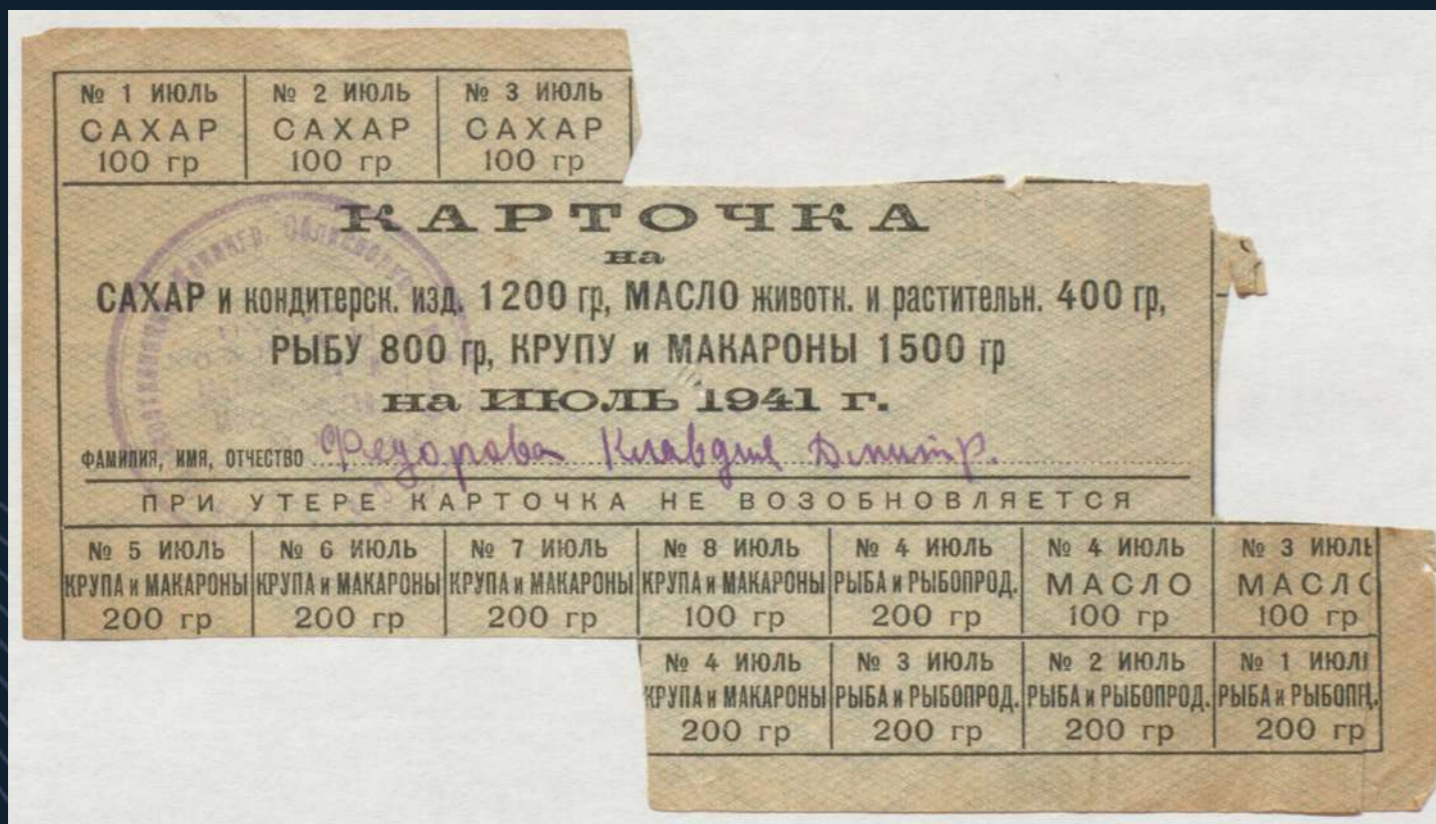 № 1 ИЮЛЬ № 2 ИЮЛЬ № 3 ИЮЛЬ
САХАР САХАР САХАР
100 гр 100 гр 100 гр
КАРТОЧКА
на
САХАР и кондитерск. изд. 1200 гр, МАСЛО животн. и растительн. 400 гр,
РЫБУ 800 гр, КРУПУ и МАКАРОНЫ 1500 гр
на ИЮЛЬ 1941 г.
ФАМИЛИЯ, ИМЯ, ОТЧЕСТВО Федорова Клавдия Дмитр.
ПРИ УТЕРЕ КАРТОЧКА НЕ ВОЗОБНОВЛЯЕТСЯ
№ 5 ИЮЛЬ № 6 ИЮЛЬ № 7 ИЮЛЬ № 8 ИЮЛЬ № 4 ИЮЛЬ № 4 ИЮЛЬ № 3 ИЮЛЬ
КРУПА и МАКАРОНЫ КРУПА и МАКАРОНЫ КРУПА и МАКАРОНЫ КРУПА и МАКАРОНЫ РЫБА и РЫБОПРОД. МАСЛО МАСЛО
200 гр 200 гр 200 гр 100 гр 200 гр 100 гр 100 гр
№ 4 ИЮЛЬ № 3 ИЮЛЬ № 2 ИЮЛЬ № 1 ИЮЛЬ
КРУПА и МАКАРОНЫ РЫБА и РЫБОПРОД. РЫБА и РЫБОПРОД. РЫБА и РЫБОПРД.
200 гр 200 гр 200 гр 200 гр